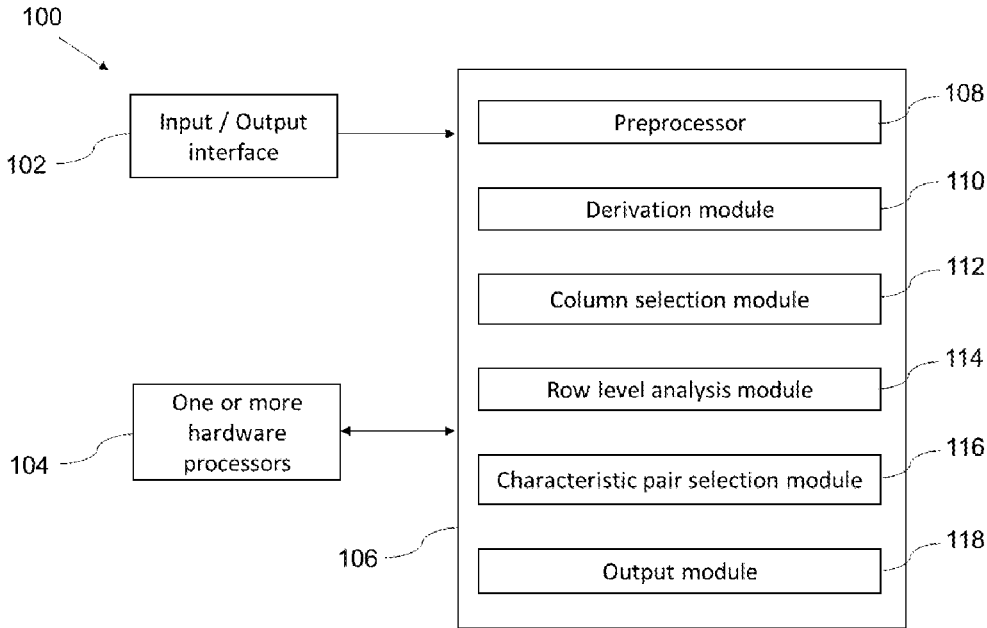 100
Input / Output
interface
102
Preprocessor
108
Derivation module
110
Column selection module
112
Row level analysis module
114
One or more
hardware
processors
104
Characteristic pair selection module
116
106
Output module
118